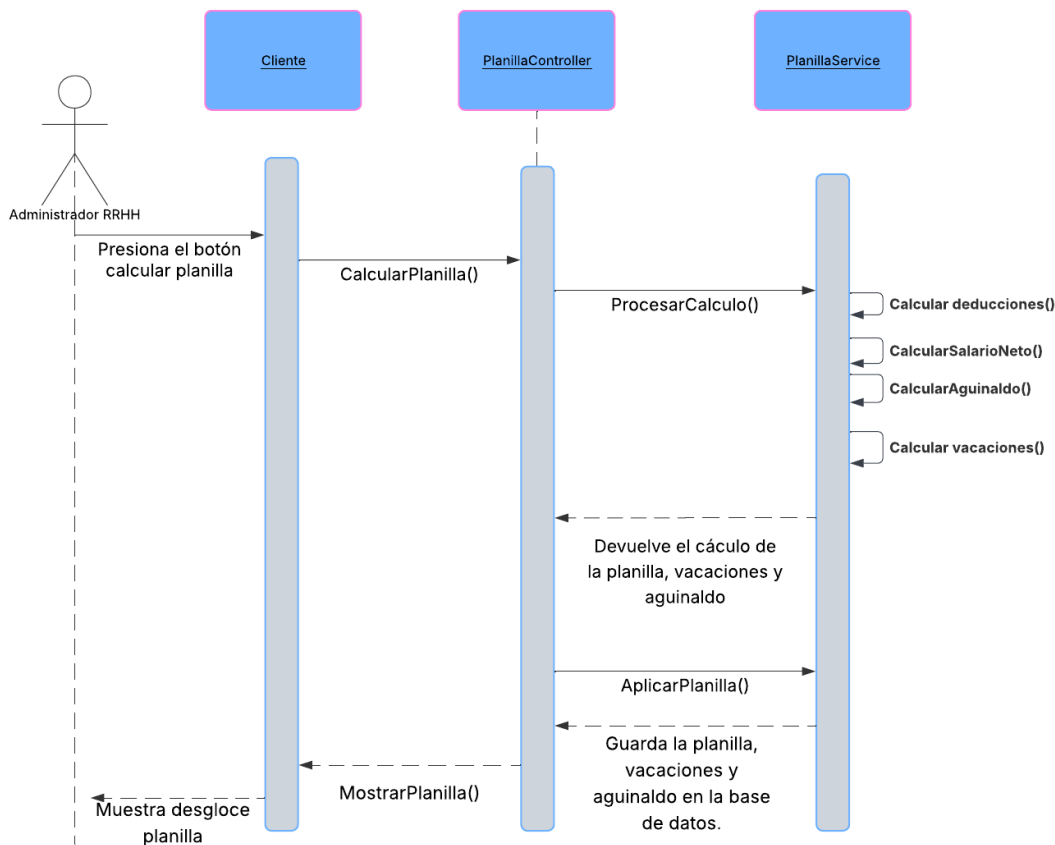 Cliente
PlanillaController
PlanillaService
Administrador RRHH
Presiona el botón
calcular planilla
CalcularPlanilla()
ProcesarCalculo()
Calcular deducciones()
CalcularSalarioNeto()
CalcularAguinaldo()
Calcular vacaciones()
Devuelve el cáculo de
la planilla, vacaciones y
aguinaldo
AplicarPlanilla()
Guarda la planilla,
vacaciones y
aguinaldo en la base
de datos.
MostrarPlanilla()
Muestra desgloce
planilla